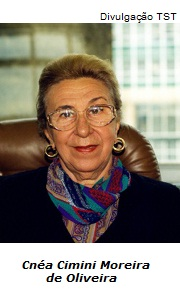 Divulgação TST
Cnéa Cimini Moreira
de Oliveira